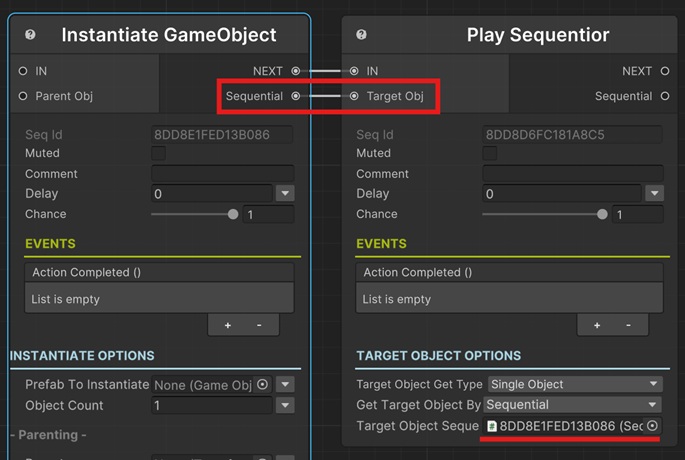 Instantiate GameObject
IN
NEXT
Parent Obj
Sequential
Seq Id
8DD8E1FED13B086
Muted
Comment
Delay
0
Chance
1
EVENTS
Action Completed ()
List is empty
+ -
INSTANTIATE OPTIONS
Prefab To Instantiate
None (Game Obj
Object Count
1
- Parenting -
Play Sequentior
IN
NEXT
Target Obj
Sequential
Seq Id
8DD8D6FC181A8C5
Muted
Comment
Delay
0
Chance
1
EVENTS
Action Completed ()
List is empty
+ -
TARGET OBJECT OPTIONS
Target Object Get Type
Single Object
Get Target Object By
Sequential
Target Object Seque
# 8DD8E1FED13B086 (Sec